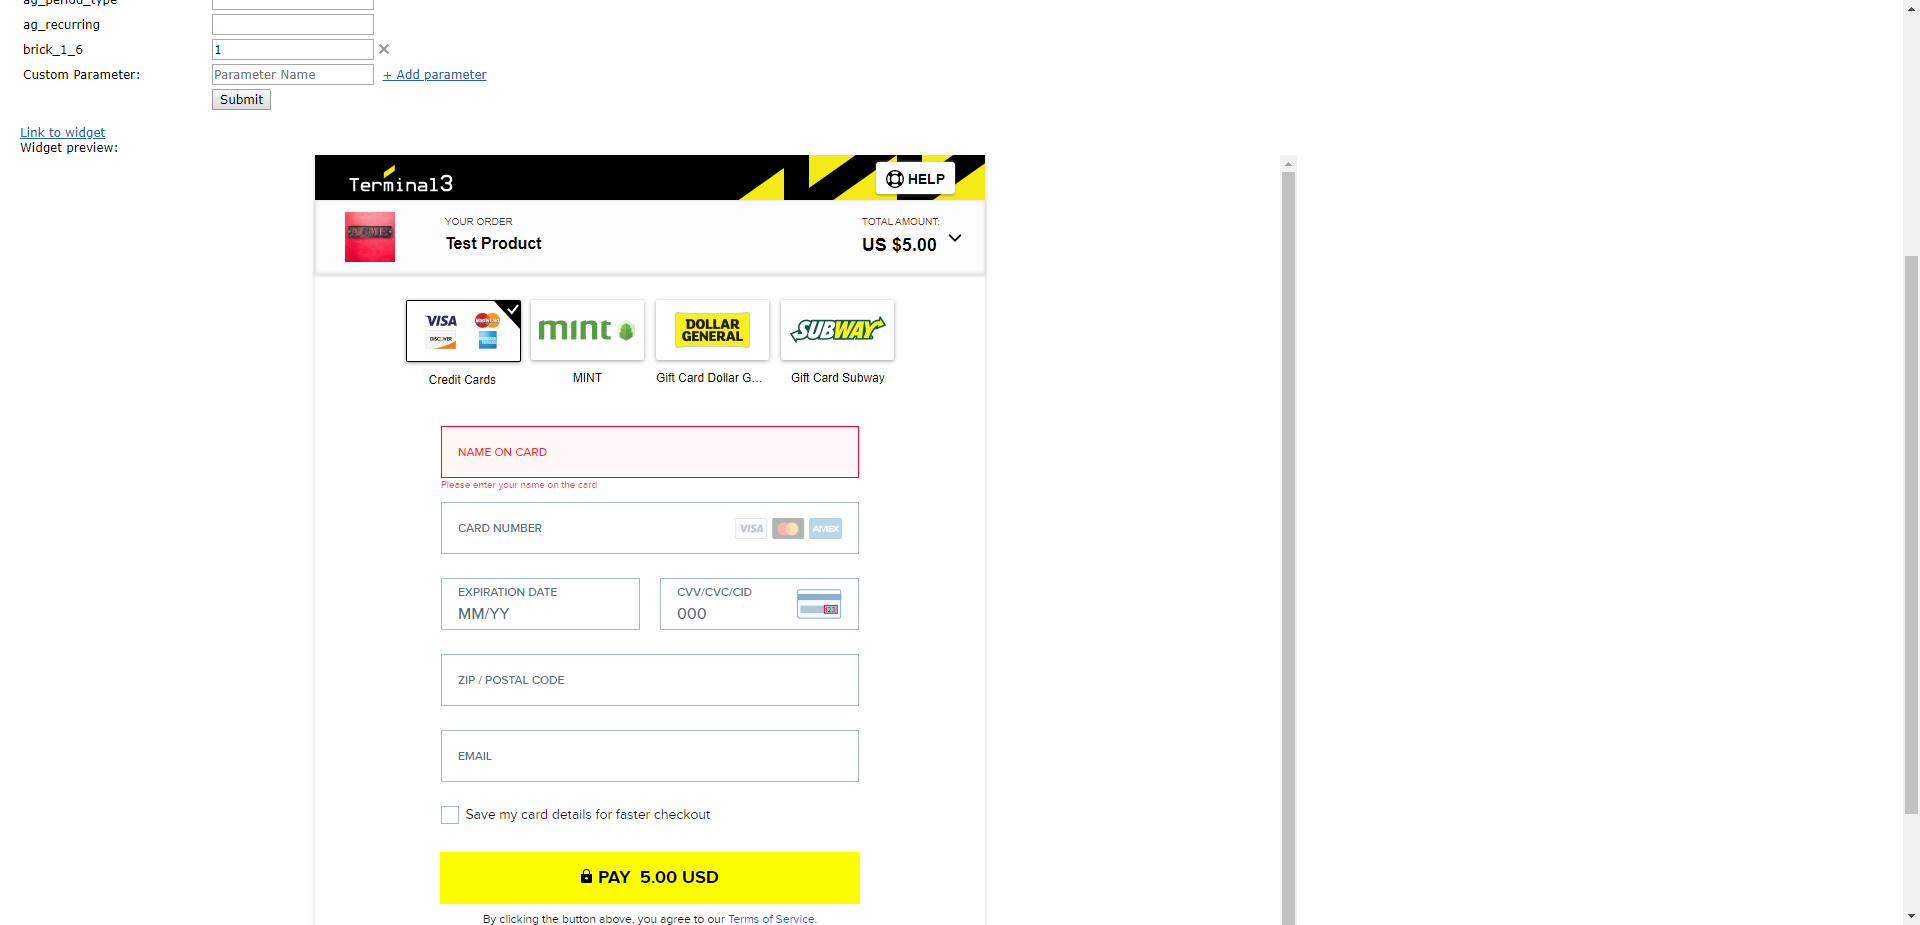 ag_period_type
ag_recurring
brick_1_6 1
Custom Parameter: Parameter Name + Add parameter
Submit
Link to widget
Widget preview:
Terminal3 HELP
YOUR ORDER TOTAL AMOUNT:
Test Product US $5.00
VISA MasterCard mint DOLLAR GENERAL SUBWAY
DISCOVER
Credit Cards MINT Gift Card Dollar G... Gift Card Subway
NAME ON CARD
Please enter your name on the card
CARD NUMBER VISA AMEX
EXPIRATION DATE CVV/CVC/CID
MM/YY 000 123
ZIP / POSTAL CODE
EMAIL
Save my card details for faster checkout
PAY 5.00 USD
By clicking the button above, you agree to our Terms of Service.